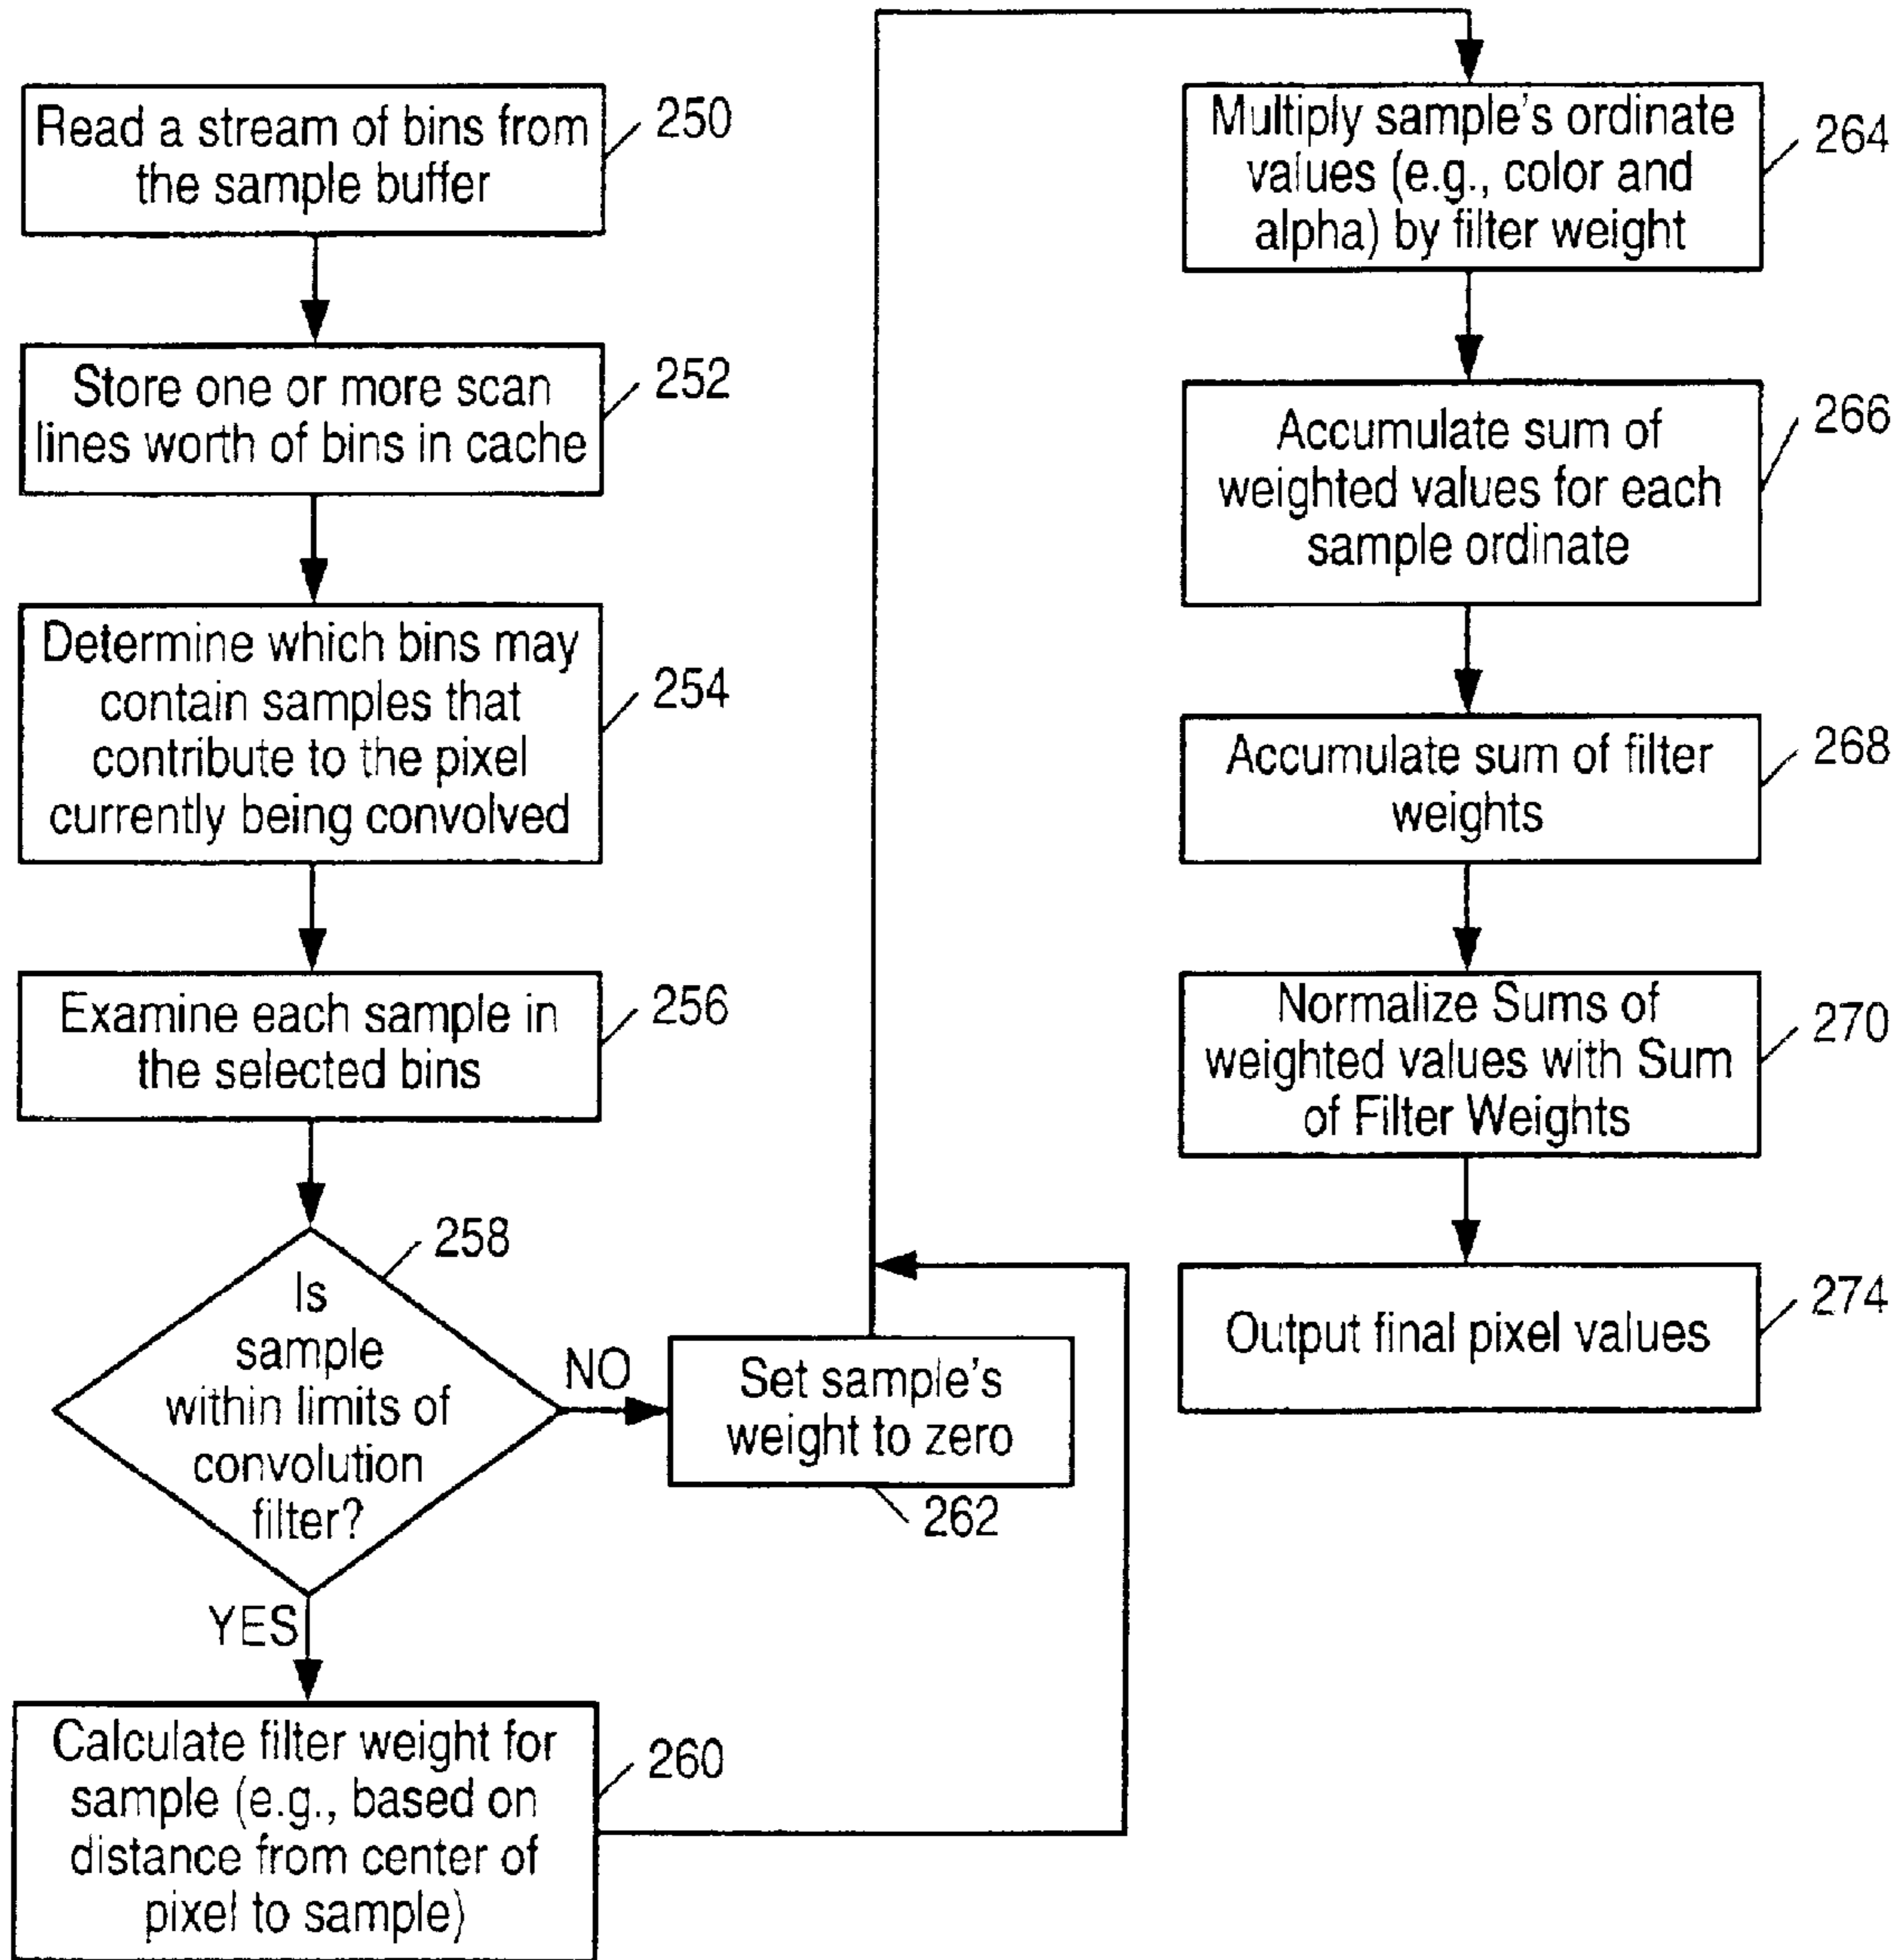 Read a stream of bins from
the sample buffer
250
Store one or more scan
lines worth of bins in cache
252
Determine which bins may
contain samples that
contribute to the pixel
currently being convolved
254
Examine each sample in
the selected bins
256
258
Is
sample
within limits of
convolution
filter?
NO
Set sample's
weight to zero
262
YES
Calculate filter weight for
sample (e.g., based on
distance from center of
pixel to sample)
260
Multiply sample's ordinate
values (e.g., color and
alpha) by filter weight
264
Accumulate sum of
weighted values for each
sample ordinate
266
Accumulate sum of filter
weights
268
Normalize Sums of
weighted values with Sum
of Filter Weights
270
Output final pixel values
274